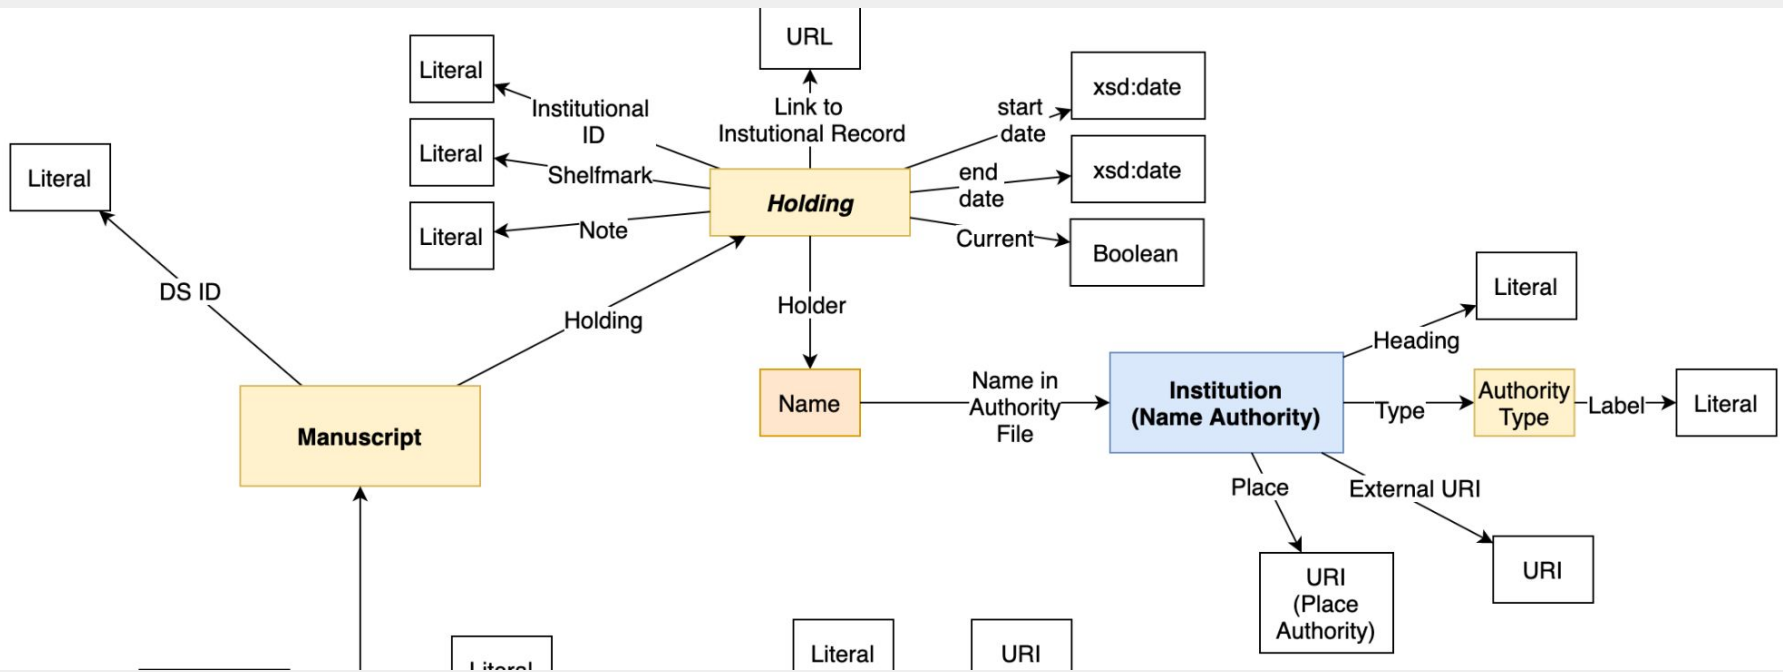 URL
Literal
Institutional
ID
Link to
Instutional Record
start
date
xsd:date
Literal
Shelfmark
Holding
end
date
xsd:date
Literal
Literal
Note
Current
Boolean
DS ID
Holding
Holder
Literal
Heading
Manuscript
Name
Name in
Authority
File
Institution
(Name Authority)
Type
Authority
Type
Label
Literal
Place
External URI
URI
(Place
Authority)
URI
Literal
Literal
URI